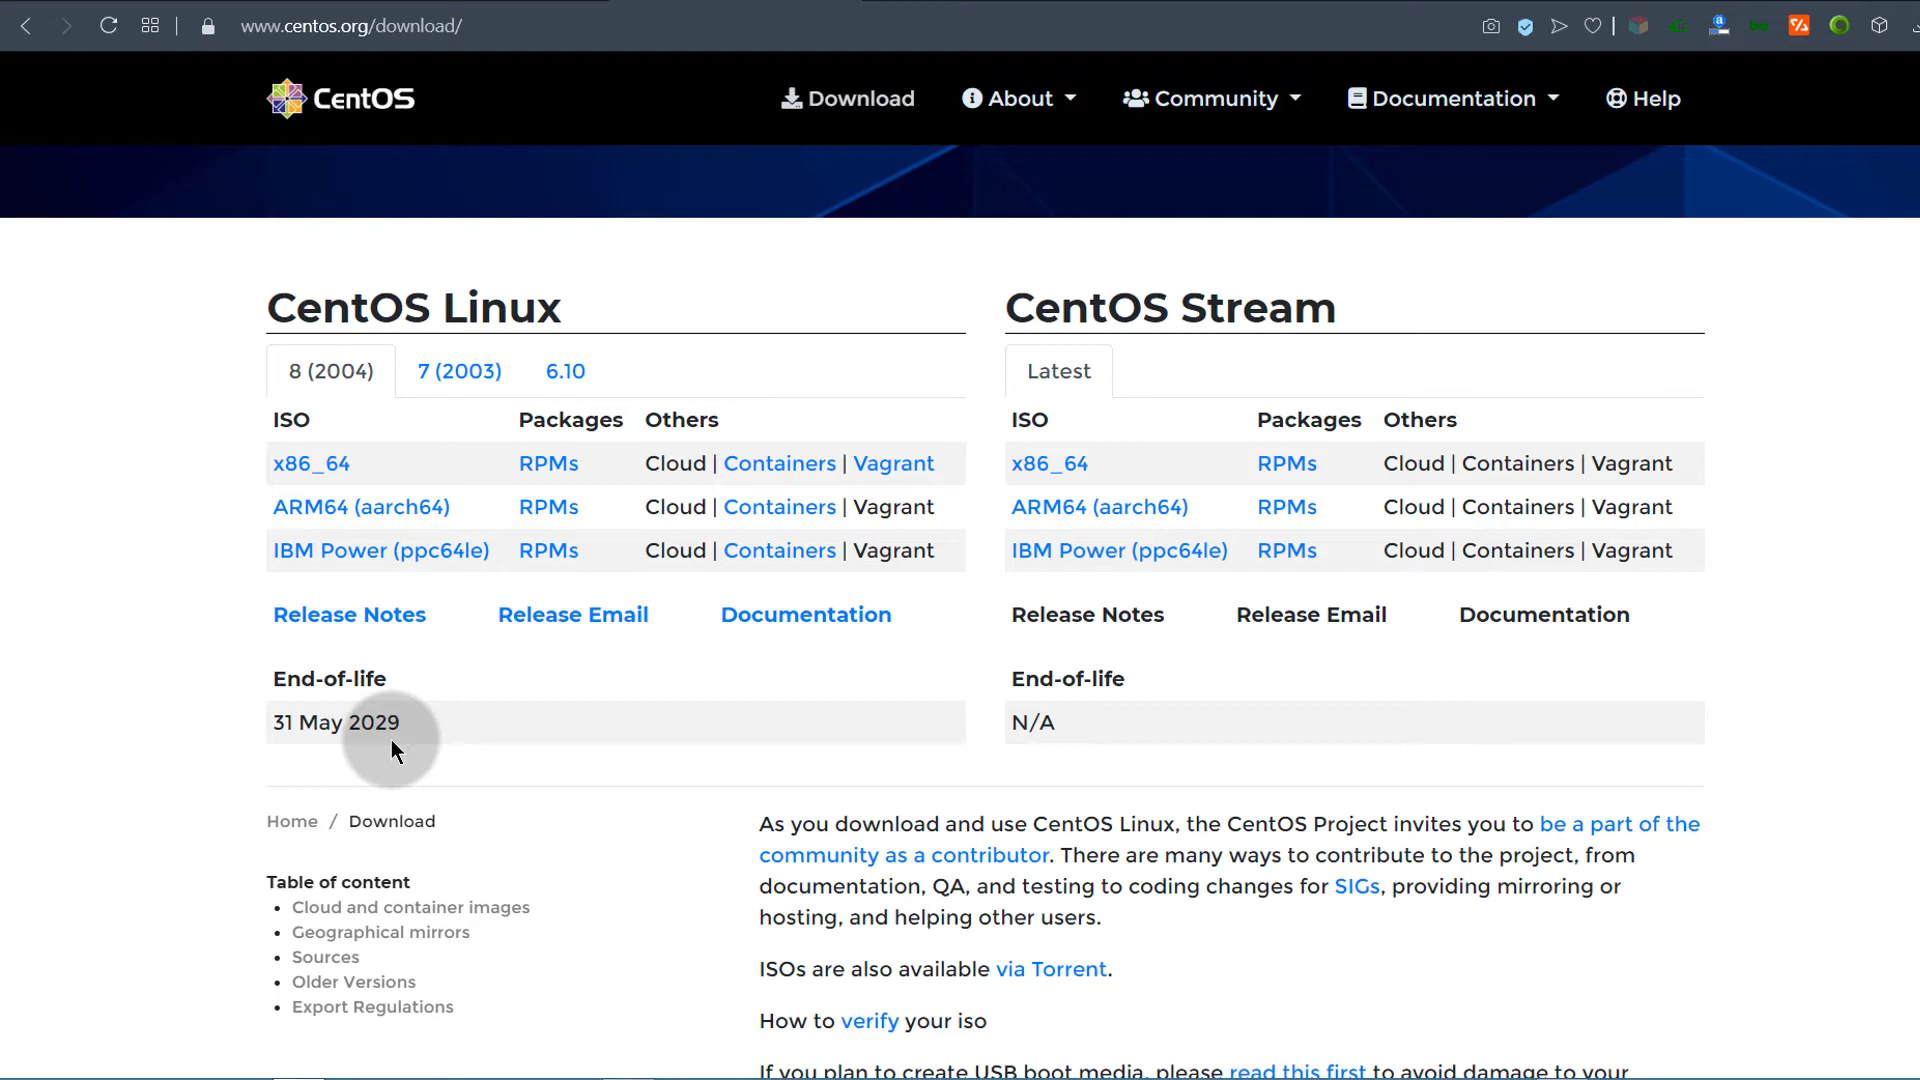 www.centos.org/download/
CentOS
Download
About
Community
Documentation
Help
CentOS Linux
CentOS Stream
8 (2004)
7 (2003)
6.10
Latest
ISO Packages Others
ISO Packages Others
x86_64 RPMs Cloud | Containers | Vagrant
x86_64 RPMs Cloud | Containers | Vagrant
ARM64 (aarch64) RPMs Cloud | Containers | Vagrant
ARM64 (aarch64) RPMs Cloud | Containers | Vagrant
IBM Power (ppc64le) RPMs Cloud | Containers | Vagrant
IBM Power (ppc64le) RPMs Cloud | Containers | Vagrant
Release Notes Release Email Documentation
Release Notes Release Email Documentation
End-of-life
End-of-life
31 May 2029
N/A
Home / Download
Table of content
• Cloud and container images
• Geographical mirrors
• Sources
• Older Versions
• Export Regulations
As you download and use CentOS Linux, the CentOS Project invites you to be a part of the
community as a contributor. There are many ways to contribute to the project, from
documentation, QA, and testing to coding changes for SIGs, providing mirroring or
hosting, and helping other users.
ISOs are also available via Torrent.
How to verify your iso
If you plan to create USB boot media, please read this first to avoid damage to your